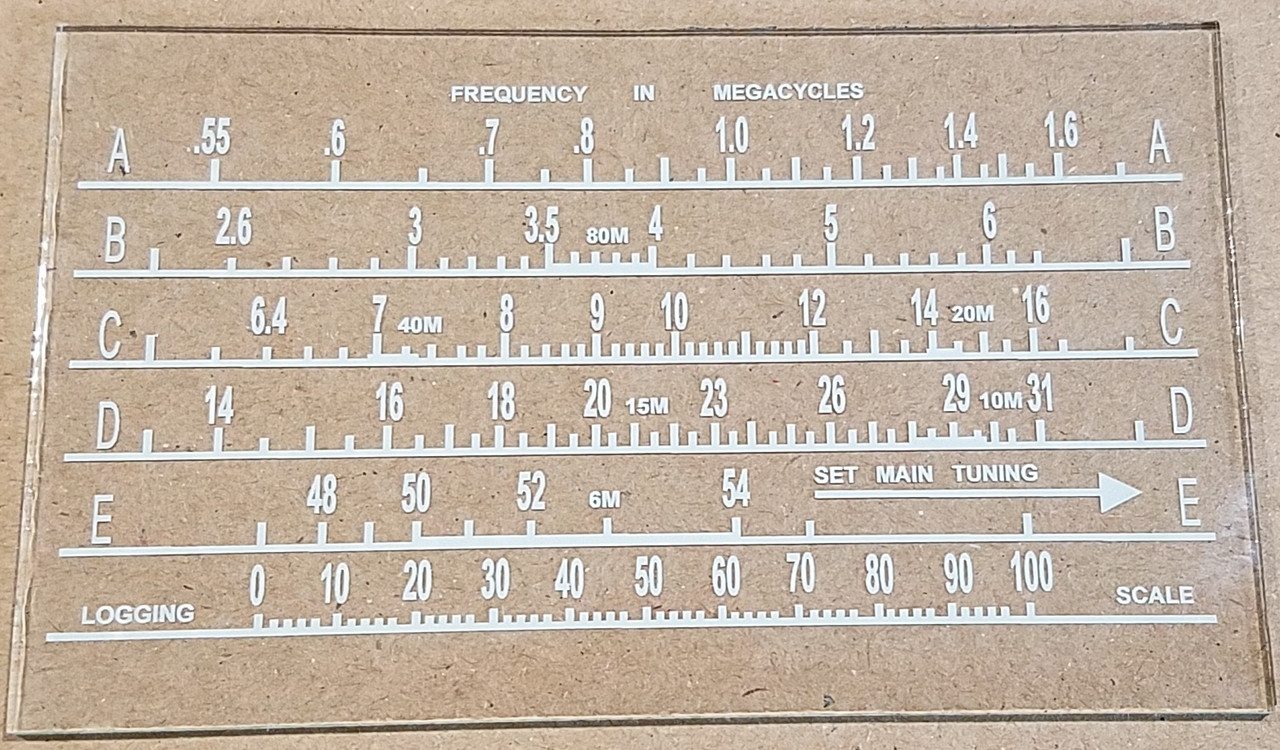 FREQUENCY IN MEGACYCLES
A .55 .6 .7 .8 1.0 1.2 1.4 1.6 A
B 2.6 3 3.5 80M 4 5 6 B
C 6.4 7 40M 8 9 10 12 14 20M 16 C
D 14 16 18 20 15M 23 26 29 10M 31 D
E 48 50 52 6M 54 SET MAIN TUNING E
0 10 20 30 40 50 60 70 80 90 100
LOGGING SCALE